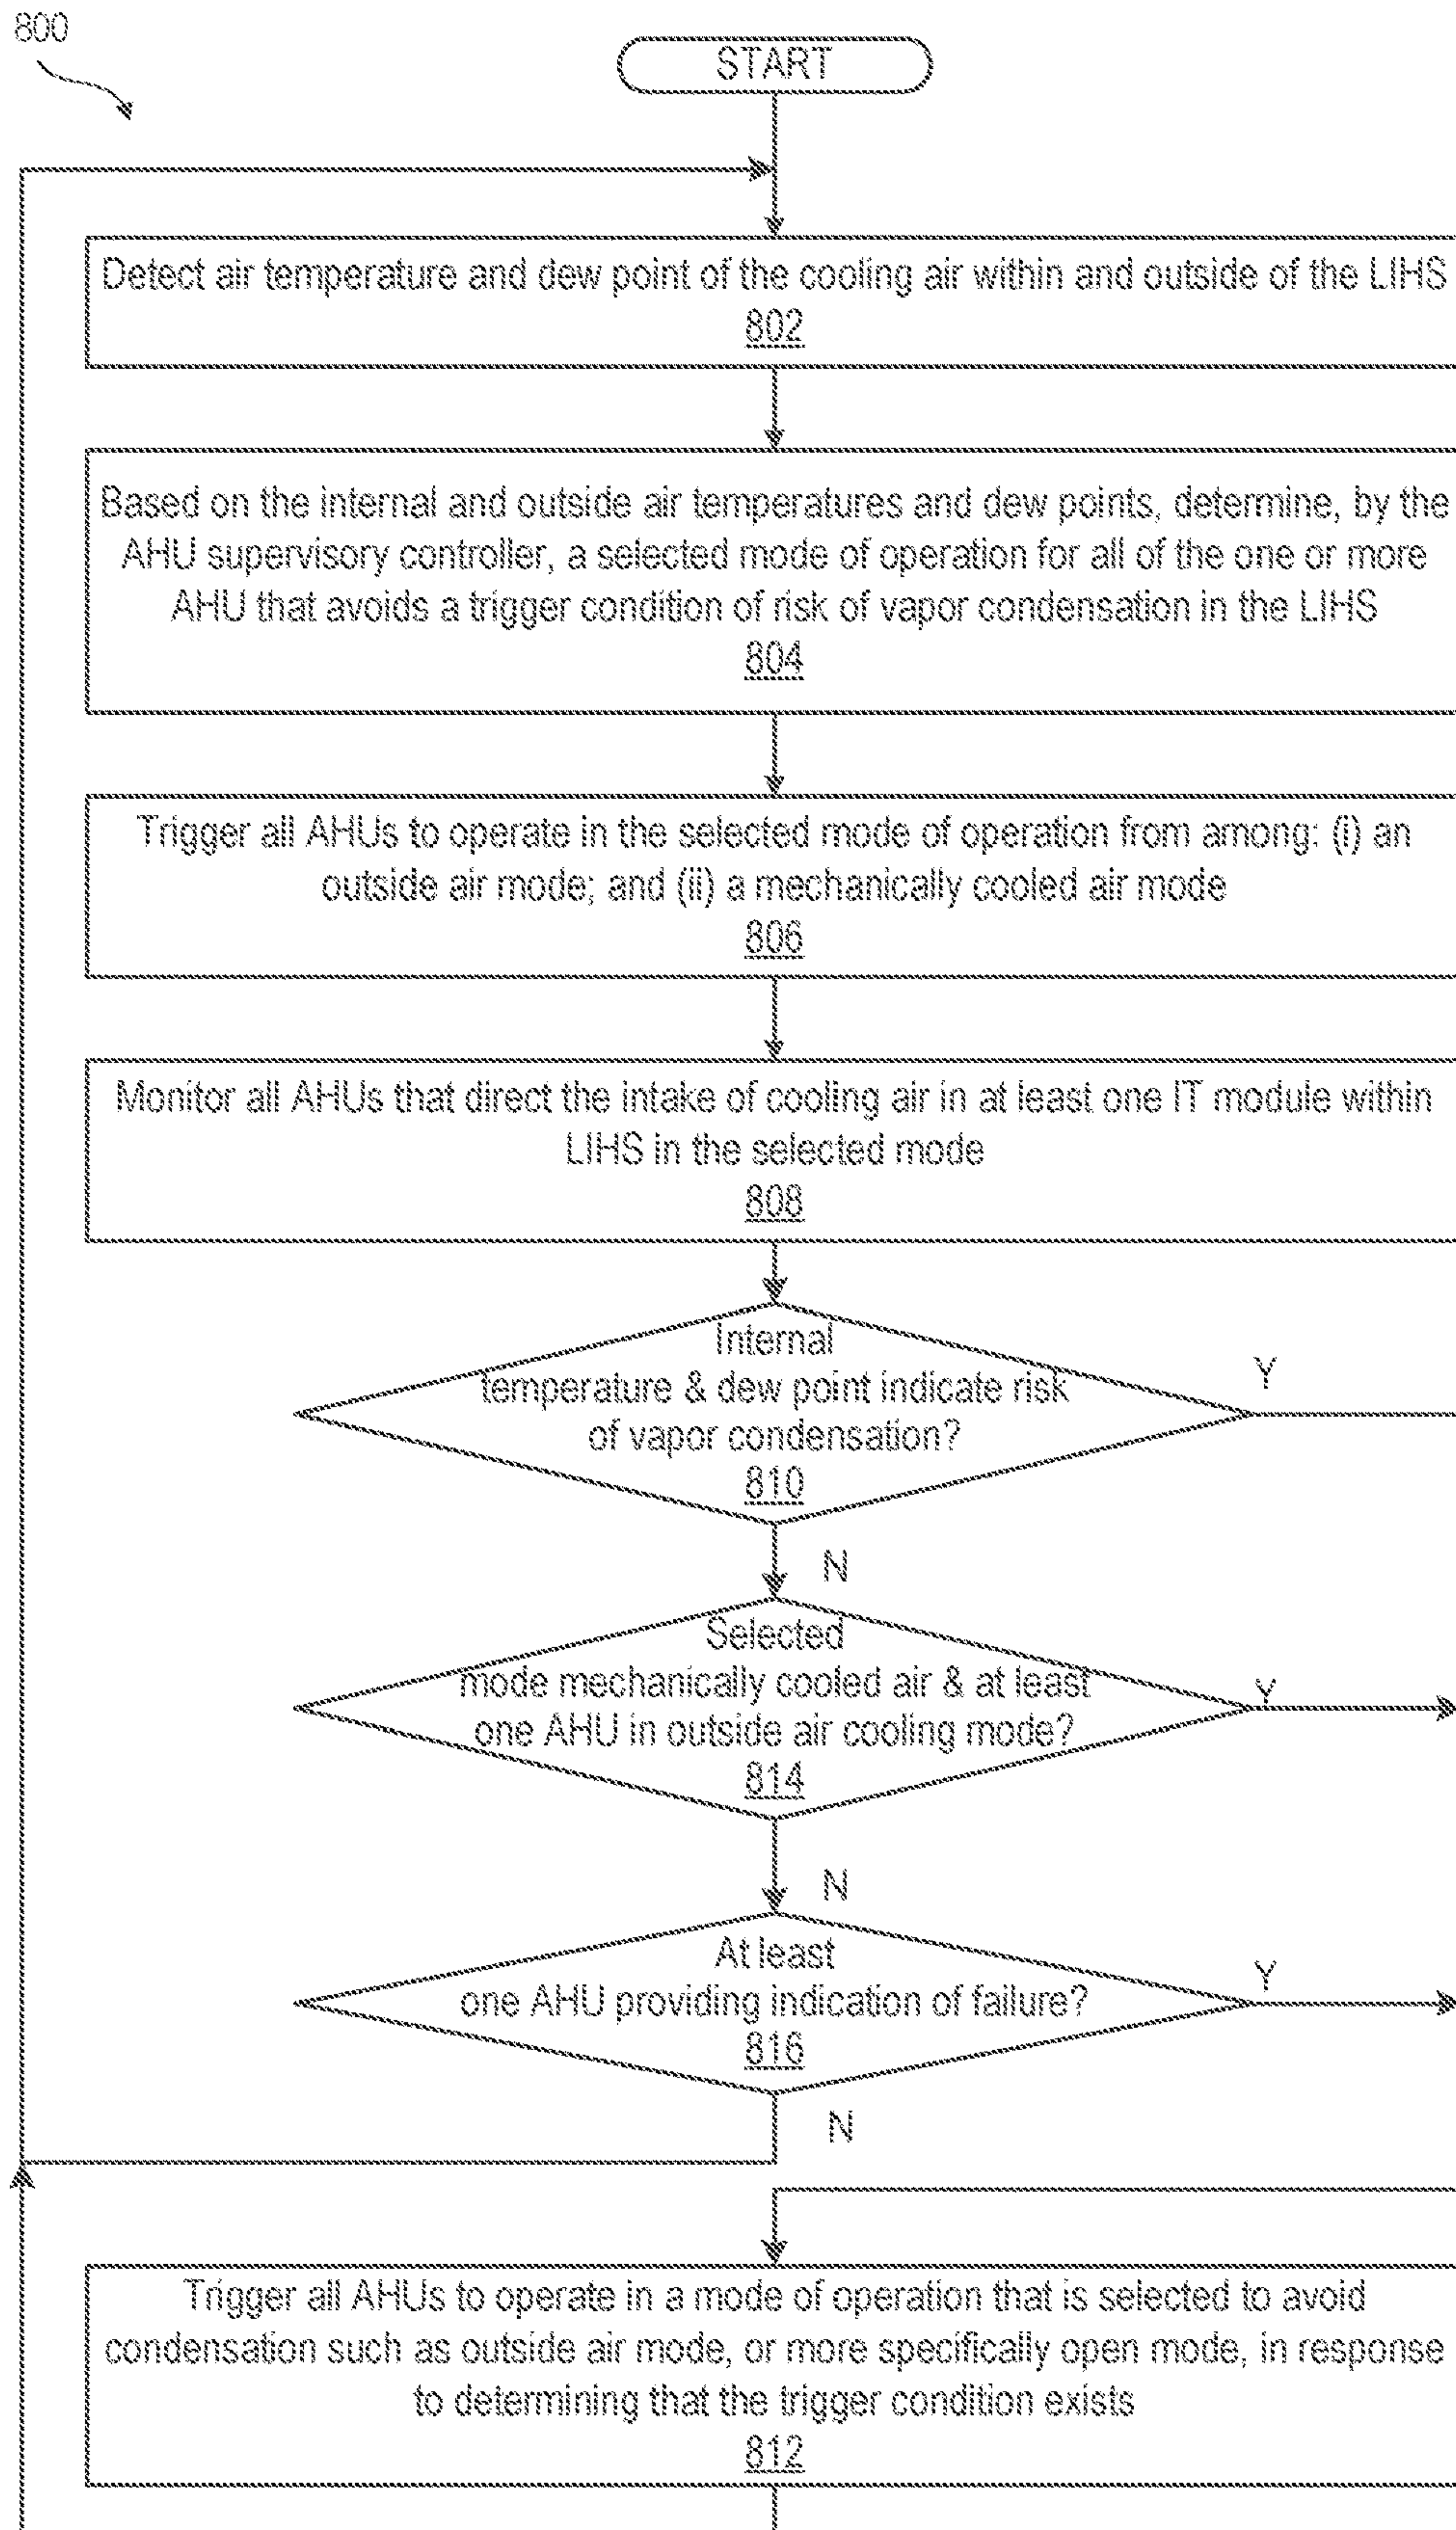 800
START
Detect air temperature and dew point of the cooling air within and outside of the LIHS
802
Based on the internal and outside air temperatures and dew points, determine, by the
AHU supervisory controller, a selected mode of operation for all of the one or more
AHU that avoids a trigger condition of risk of vapor condensation in the LIHS
804
Trigger all AHUs to operate in the selected mode of operation from among: (i) an
outside air mode; and (ii) a mechanically cooled air mode
806
Monitor all AHUs that direct the intake of cooling air in at least one IT module within
LIHS in the selected mode
808
Internal
temperature & dew point indicate risk
of vapor condensation?
810
Y
N
Selected
mode mechanically cooled air & at least
one AHU in outside air cooling mode?
814
Y
N
At least
one AHU providing indication of failure?
816
Y
N
Trigger all AHUs to operate in a mode of operation that is selected to avoid
condensation such as outside air mode, or more specifically open mode, in response
to determining that the trigger condition exists
812